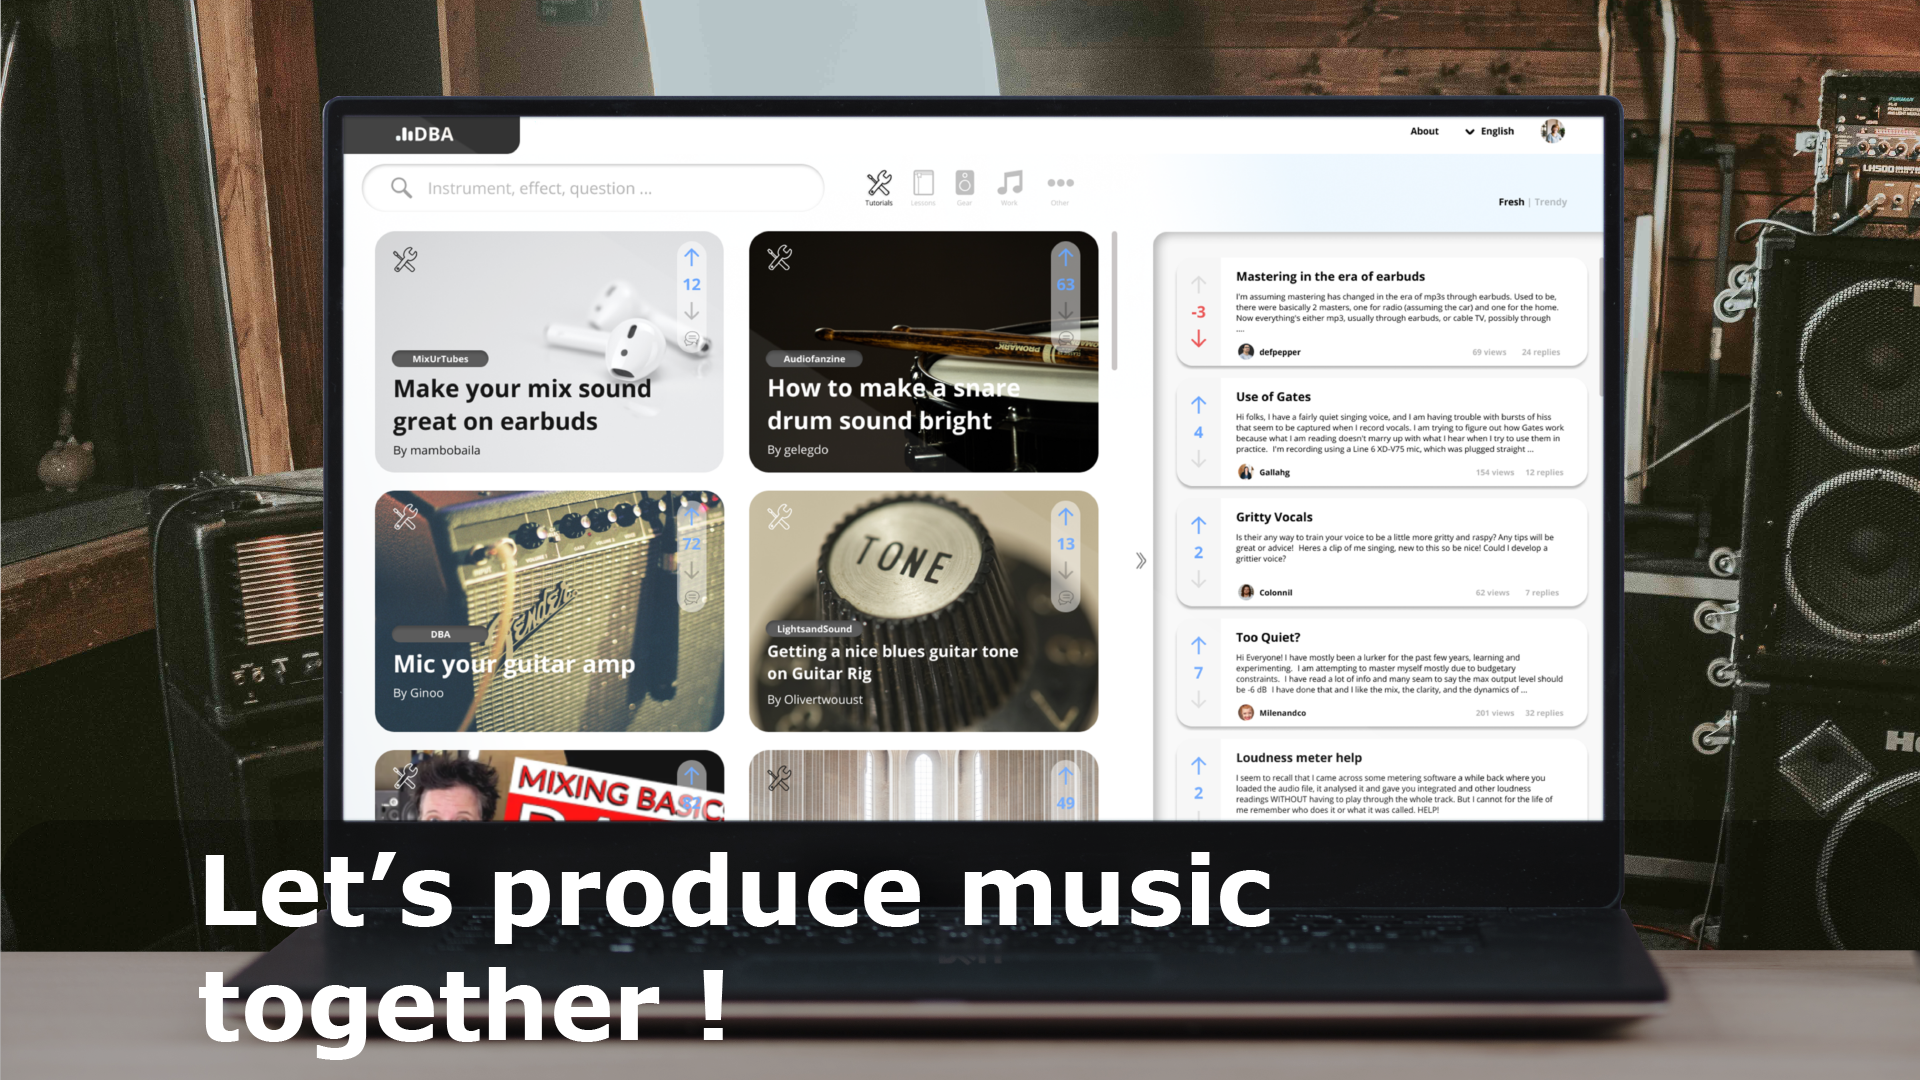 DBA
About
English
Instrument, effect, question ...
Tutorials
Lessons
Gear
Work
Other
Fresh | Trendy
12
MixUrTubes
Make your mix sound
great on earbuds
By mambobaila
63
PROMARK
Audiofanzine
How to make a snare
drum sound bright
By gelegdo
72
Fender
DBA
Mic your guitar amp
By Ginoo
13
TONE
LightsandSound
Getting a nice blues guitar tone
on Guitar Rig
By Olivertwouust
MIXING BASICS
49
Mastering in the era of earbuds
I'm assuming mastering has changed in the era of mp3s through earbuds. Used to be,
there were basically 2 masters, one for radio (assuming the car) and one for the home.
Now everything's either mp3, usually through earbuds, or cable TV, possibly through
....
-3
defpepper
69 views
24 replies
Use of Gates
Hi folks, I have a fairly quiet singing voice, and I am having trouble with bursts of hiss
that seem to be captured when I record vocals. I am trying to figure out how Gates work
because what I am reading doesn't marry up with what I hear when I try to use them in
practice. I'm recording using a Line 6 XD-V75 mic, which was plugged straight ...
4
Gallahg
154 views
12 replies
Gritty Vocals
Is their any way to train your voice to be a little more gritty and raspy? Any tips will be
great or advice! Heres a clip of me singing, new to this so be nice! Could I develop a
grittier voice?
2
Colonnil
62 views
7 replies
Too Quiet?
Hi Everyone! I have mostly been a lurker for the past few years, learning and
experimenting. I am attempting to master myself mostly due to budgetary
constraints. I have read a lot of info and many seam to say the max output level should
be -6 dB I have done that and I like the mix, the clarity, and the dynamics of ...
7
Milenandco
201 views
32 replies
Loudness meter help
I seem to recall that I came across some metering software a while back where you
loaded the audio file, it analysed it and gave you integrated and other loudness
readings WITHOUT having to play through the whole track. But I cannot for the life of
me remember who does it or what it was called. HELP!
2
FURMAN
LH500
Let’s produce music
together !